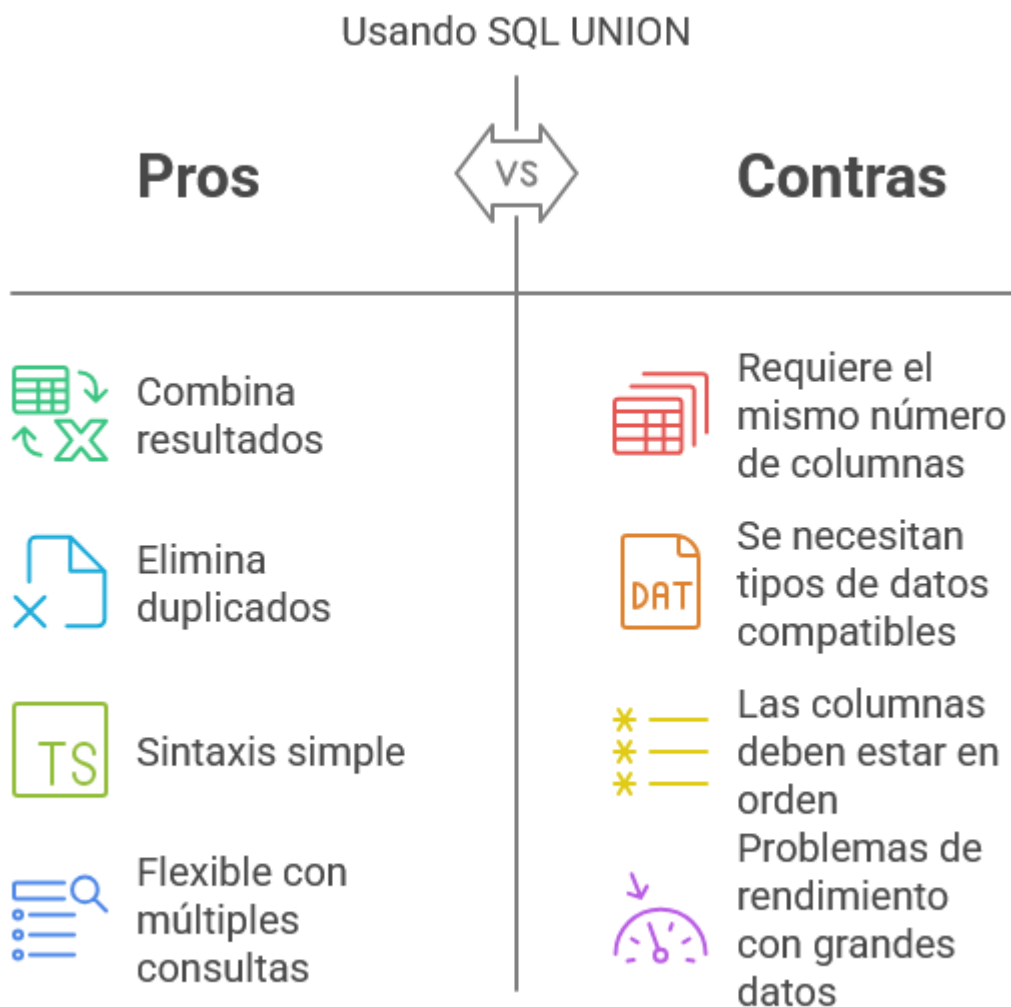 Usando SQL UNION
Pros
VS
Contras
Combina
resultados
Elimina
duplicados
TS
Sintaxis simple
Flexible con
múltiples
consultas
Requiere el
mismo número
de columnas
DAT
Se necesitan
tipos de datos
compatibles
Las columnas
deben estar en
orden
Problemas de
rendimiento
con grandes
datos